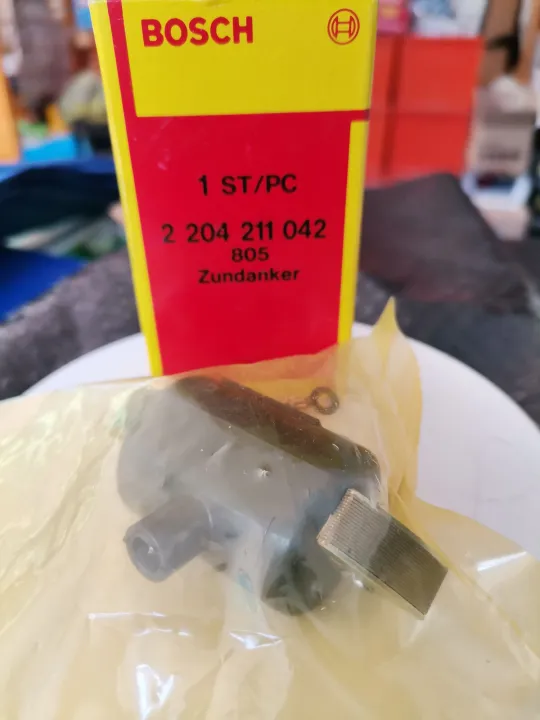 BOSCH
1 ST/PC
2 204 211 042
805
Zundanker